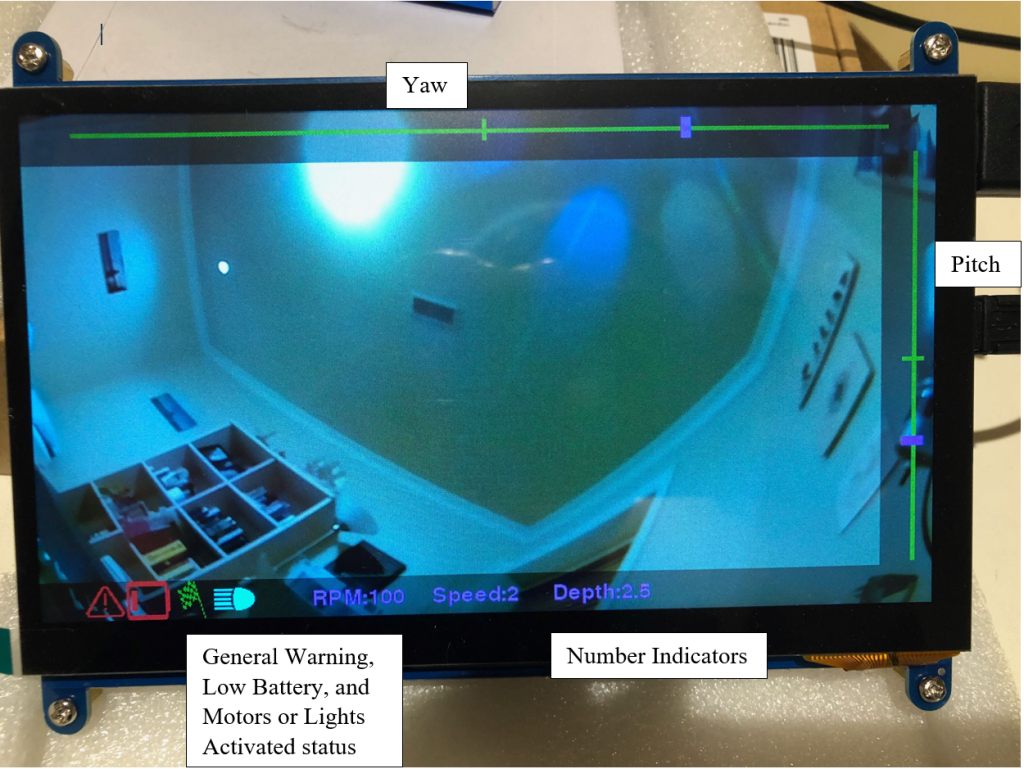 Yaw
Pitch
RPM:100 Speed:2 Depth:2.5
General Warning,
Low Battery, and
Motors or Lights
Activated status
Number Indicators